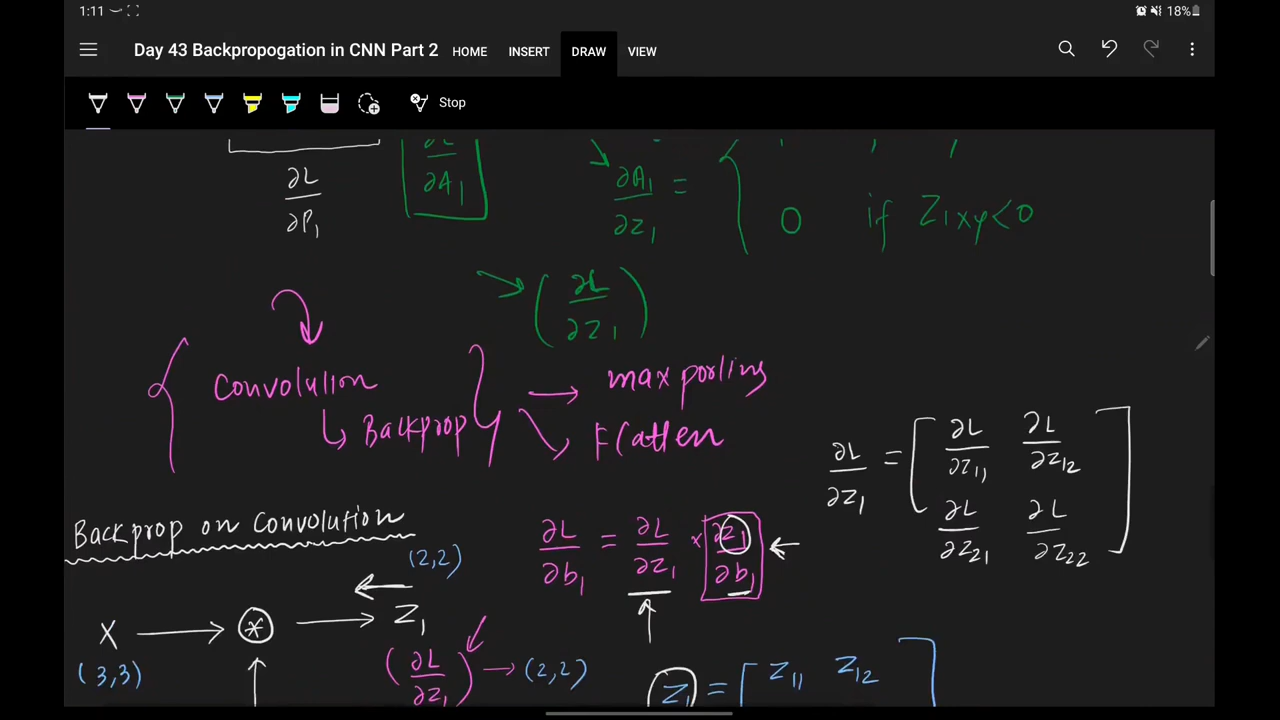 1:11 18%
Day 43 Backpropogation in CNN Part 2 HOME INSERT DRAW VIEW
Stop
∂L/∂P₁
∂L/∂A₁
∂A₁/∂z₁ = { 0 if Z₁xy<0
(∂L/∂z₁)
{ Convolution
↳ Backprop } → max pooling
→ Flatten
∂L/∂z₁ = [ ∂L/∂z₁₁ ∂L/∂z₁₂
∂L/∂z₂₁ ∂L/∂z₂₂ ]
Backprop on Convolution
∂L/∂b₁ = ∂L/∂z₁ × ∂z₁/∂b₁ ←
(2,2)
X → (*) → Z₁
(3,3)
(∂L/∂z₁) → (2,2)
z₁ = [ z₁₁ z₁₂